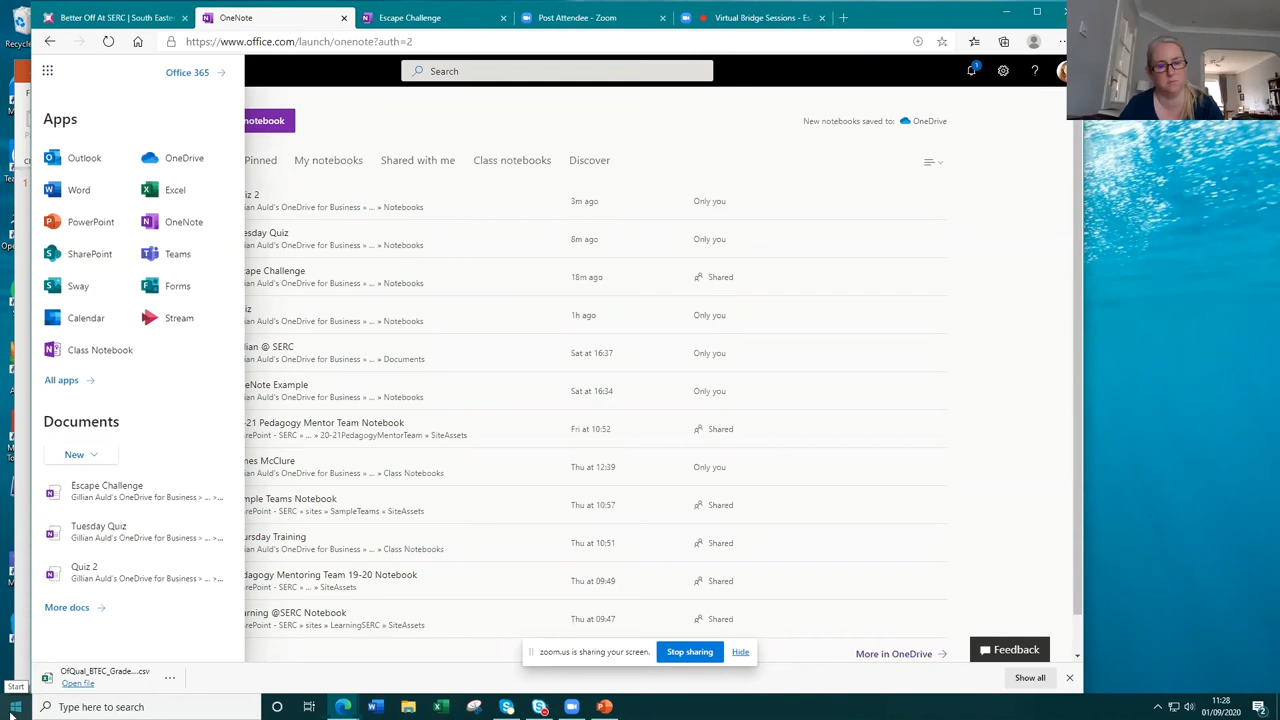 Better Off At SERC | South Easte
OneNote
Escape Challenge
Post Attendee - Zoom
Virtual Bridge Sessions - Es
https://www.office.com/launch/onenote?auth=2
Office 365
Search
1
Apps
Outlook
OneDrive
Word
Excel
PowerPoint
OneNote
SharePoint
Teams
Sway
Forms
Calendar
Stream
Class Notebook
All apps
Documents
New
Escape Challenge
Gillian Auld's OneDrive for Business > ... >...
Tuesday Quiz
Gillian Auld's OneDrive for Business > ... >...
Quiz 2
Gillian Auld's OneDrive for Business > ... >...
More docs
notebook
New notebooks saved to: OneDrive
Pinned
My notebooks
Shared with me
Class notebooks
Discover
iz 2
llian Auld's OneDrive for Business » ... » Notebooks
3m ago
Only you
esday Quiz
llian Auld's OneDrive for Business » ... » Notebooks
8m ago
Only you
cape Challenge
llian Auld's OneDrive for Business » ... » Notebooks
18m ago
Shared
iz
llian Auld's OneDrive for Business » ... » Notebooks
1h ago
Only you
lian @ SERC
llian Auld's OneDrive for Business » ... » Documents
Sat at 16:37
Only you
eNote Example
llian Auld's OneDrive for Business » ... » Notebooks
Sat at 16:34
Only you
-21 Pedagogy Mentor Team Notebook
rePoint - SERC » ... » 20-21PedagogyMentorTeam » SiteAssets
Fri at 10:52
Shared
mes McClure
llian Auld's OneDrive for Business » ... » Class Notebooks
Thu at 12:39
Only you
mple Teams Notebook
rePoint - SERC » sites » SampleTeams » SiteAssets
Thu at 10:57
Shared
ursday Training
llian Auld's OneDrive for Business » ... » Class Notebooks
Thu at 10:51
Shared
dagogy Mentoring Team 19-20 Notebook
rePoint - SERC » ... » SiteAssets
Thu at 09:49
Shared
arning @SERC Notebook
rePoint - SERC » sites » LearningSERC » SiteAssets
Thu at 09:47
Shared
More in OneDrive
Feedback
zoom.us is sharing your screen.
Stop sharing
Hide
OfQual_BTEC_Grade....csv
Open file
Show all
Start
Type here to search
11:28
01/09/2020
2